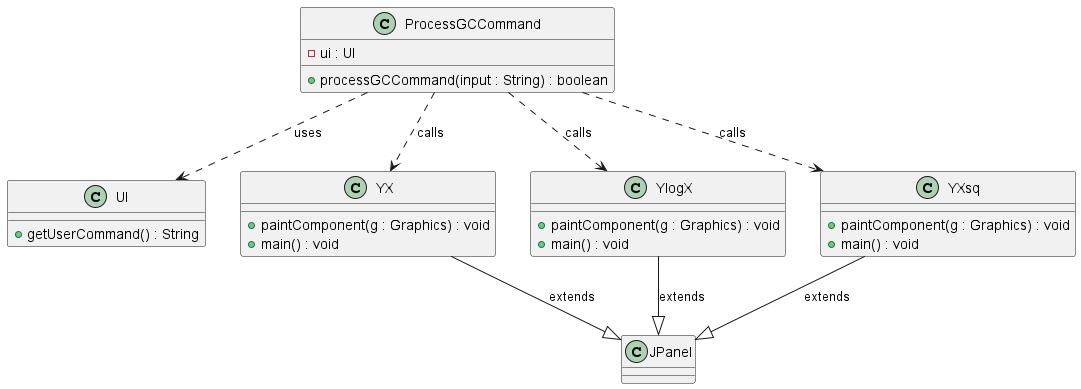 C ProcessGCCommand
ui : UI
processGCCommand(input : String) : boolean
uses
calls
calls
calls
C UI
getUserCommand() : String
C YX
paintComponent(g : Graphics) : void
main() : void
C YlogX
paintComponent(g : Graphics) : void
main() : void
C YXsq
paintComponent(g : Graphics) : void
main() : void
extends
extends
extends
C JPanel